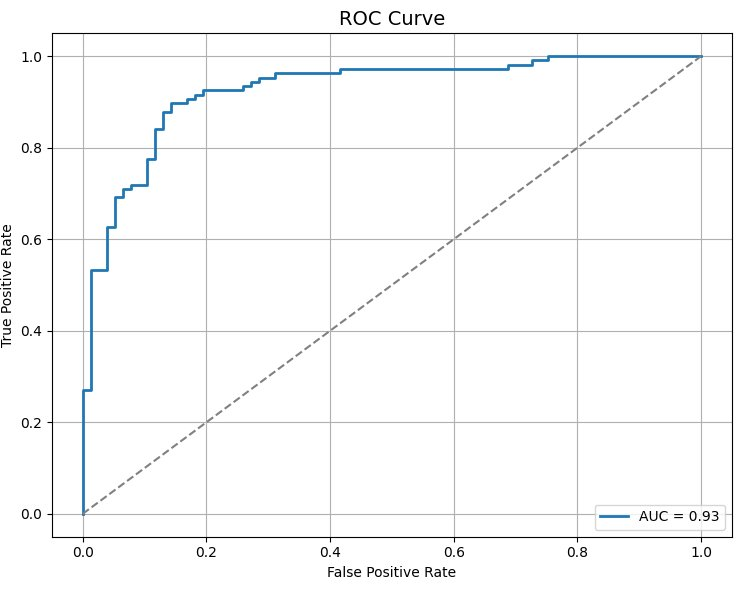 ROC Curve
1.0
0.8
0.6
0.4
0.2
0.0
True Positive Rate
0.0 0.2 0.4 0.6 0.8 1.0
False Positive Rate
AUC = 0.93